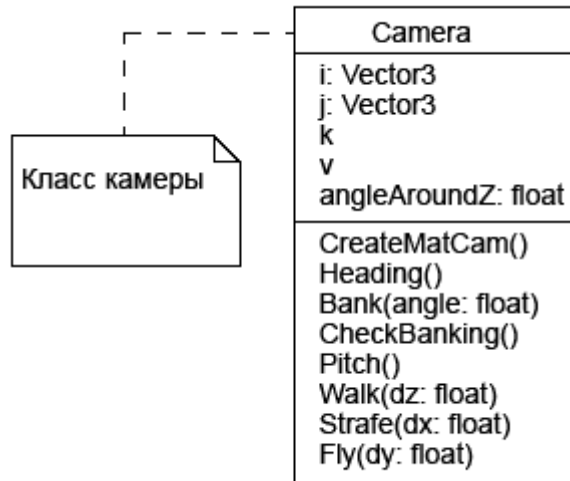 Camera
i: Vector3
j: Vector3
k
v
angleAroundZ: float
Класс камеры
CreateMatCam()
Heading()
Bank(angle: float)
CheckBanking()
Pitch()
Walk(dz: float)
Strafe(dx: float)
Fly(dy: float)